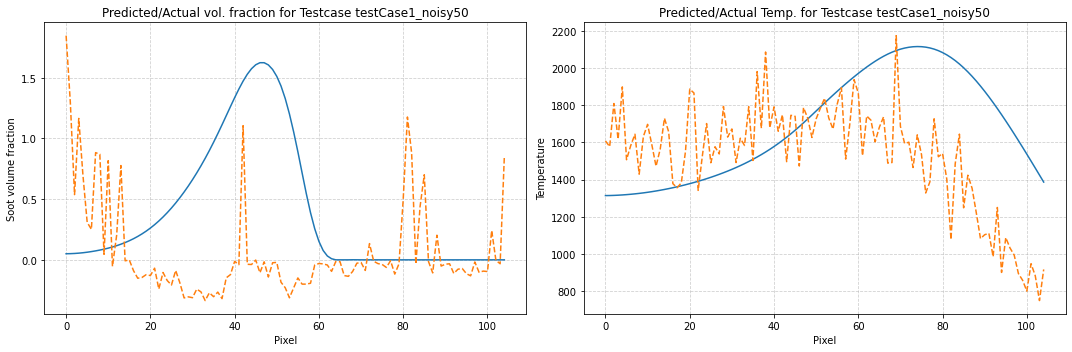 Predicted/Actual vol. fraction for Testcase testCase1_noisy50
Soot volume fraction
1.5
1.0
0.5
0.0
0 20 40 60 80 100
Pixel
Predicted/Actual Temp. for Testcase testCase1_noisy50
Temperature
2200
2000
1800
1600
1400
1200
1000
800
0 20 40 60 80 100
Pixel